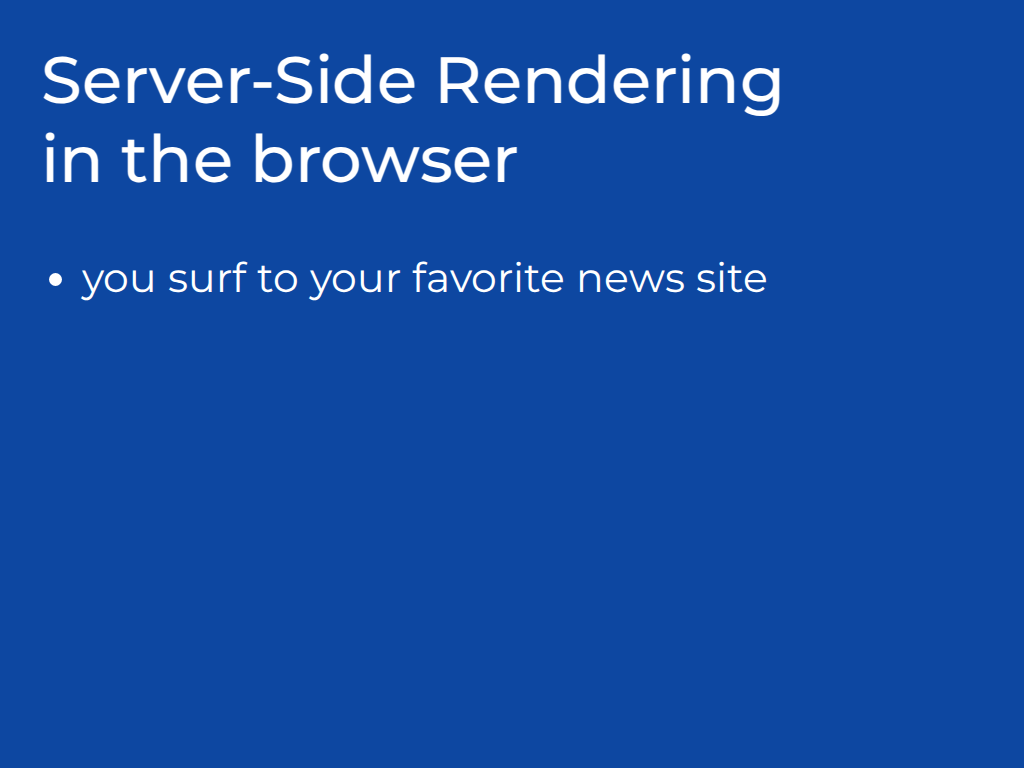 Server-Side Rendering
in the browser
• you surf to your favorite news site